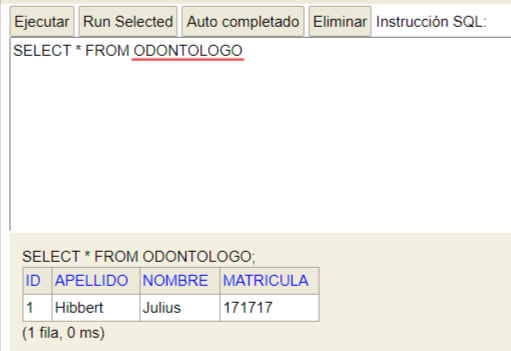 Ejecutar Run Selected Auto completado Eliminar Instrucción SQL:
SELECT * FROM ODONTOLOGO
SELECT * FROM ODONTOLOGO;
ID APELLIDO NOMBRE MATRICULA
1 Hibbert Julius 171717
(1 fila, 0 ms)